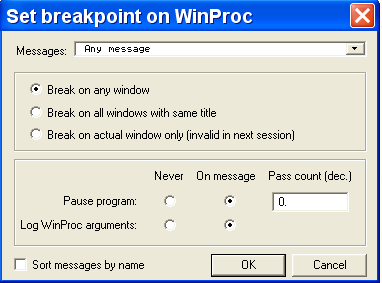 Set breakpoint on WinProc
Messages: Any message
Break on any window
Break on all windows with same title
Break on actual window only (invalid in next session)
Never On message Pass count (dec.)
Pause program: 0.
Log WinProc arguments:
Sort messages by name OK Cancel